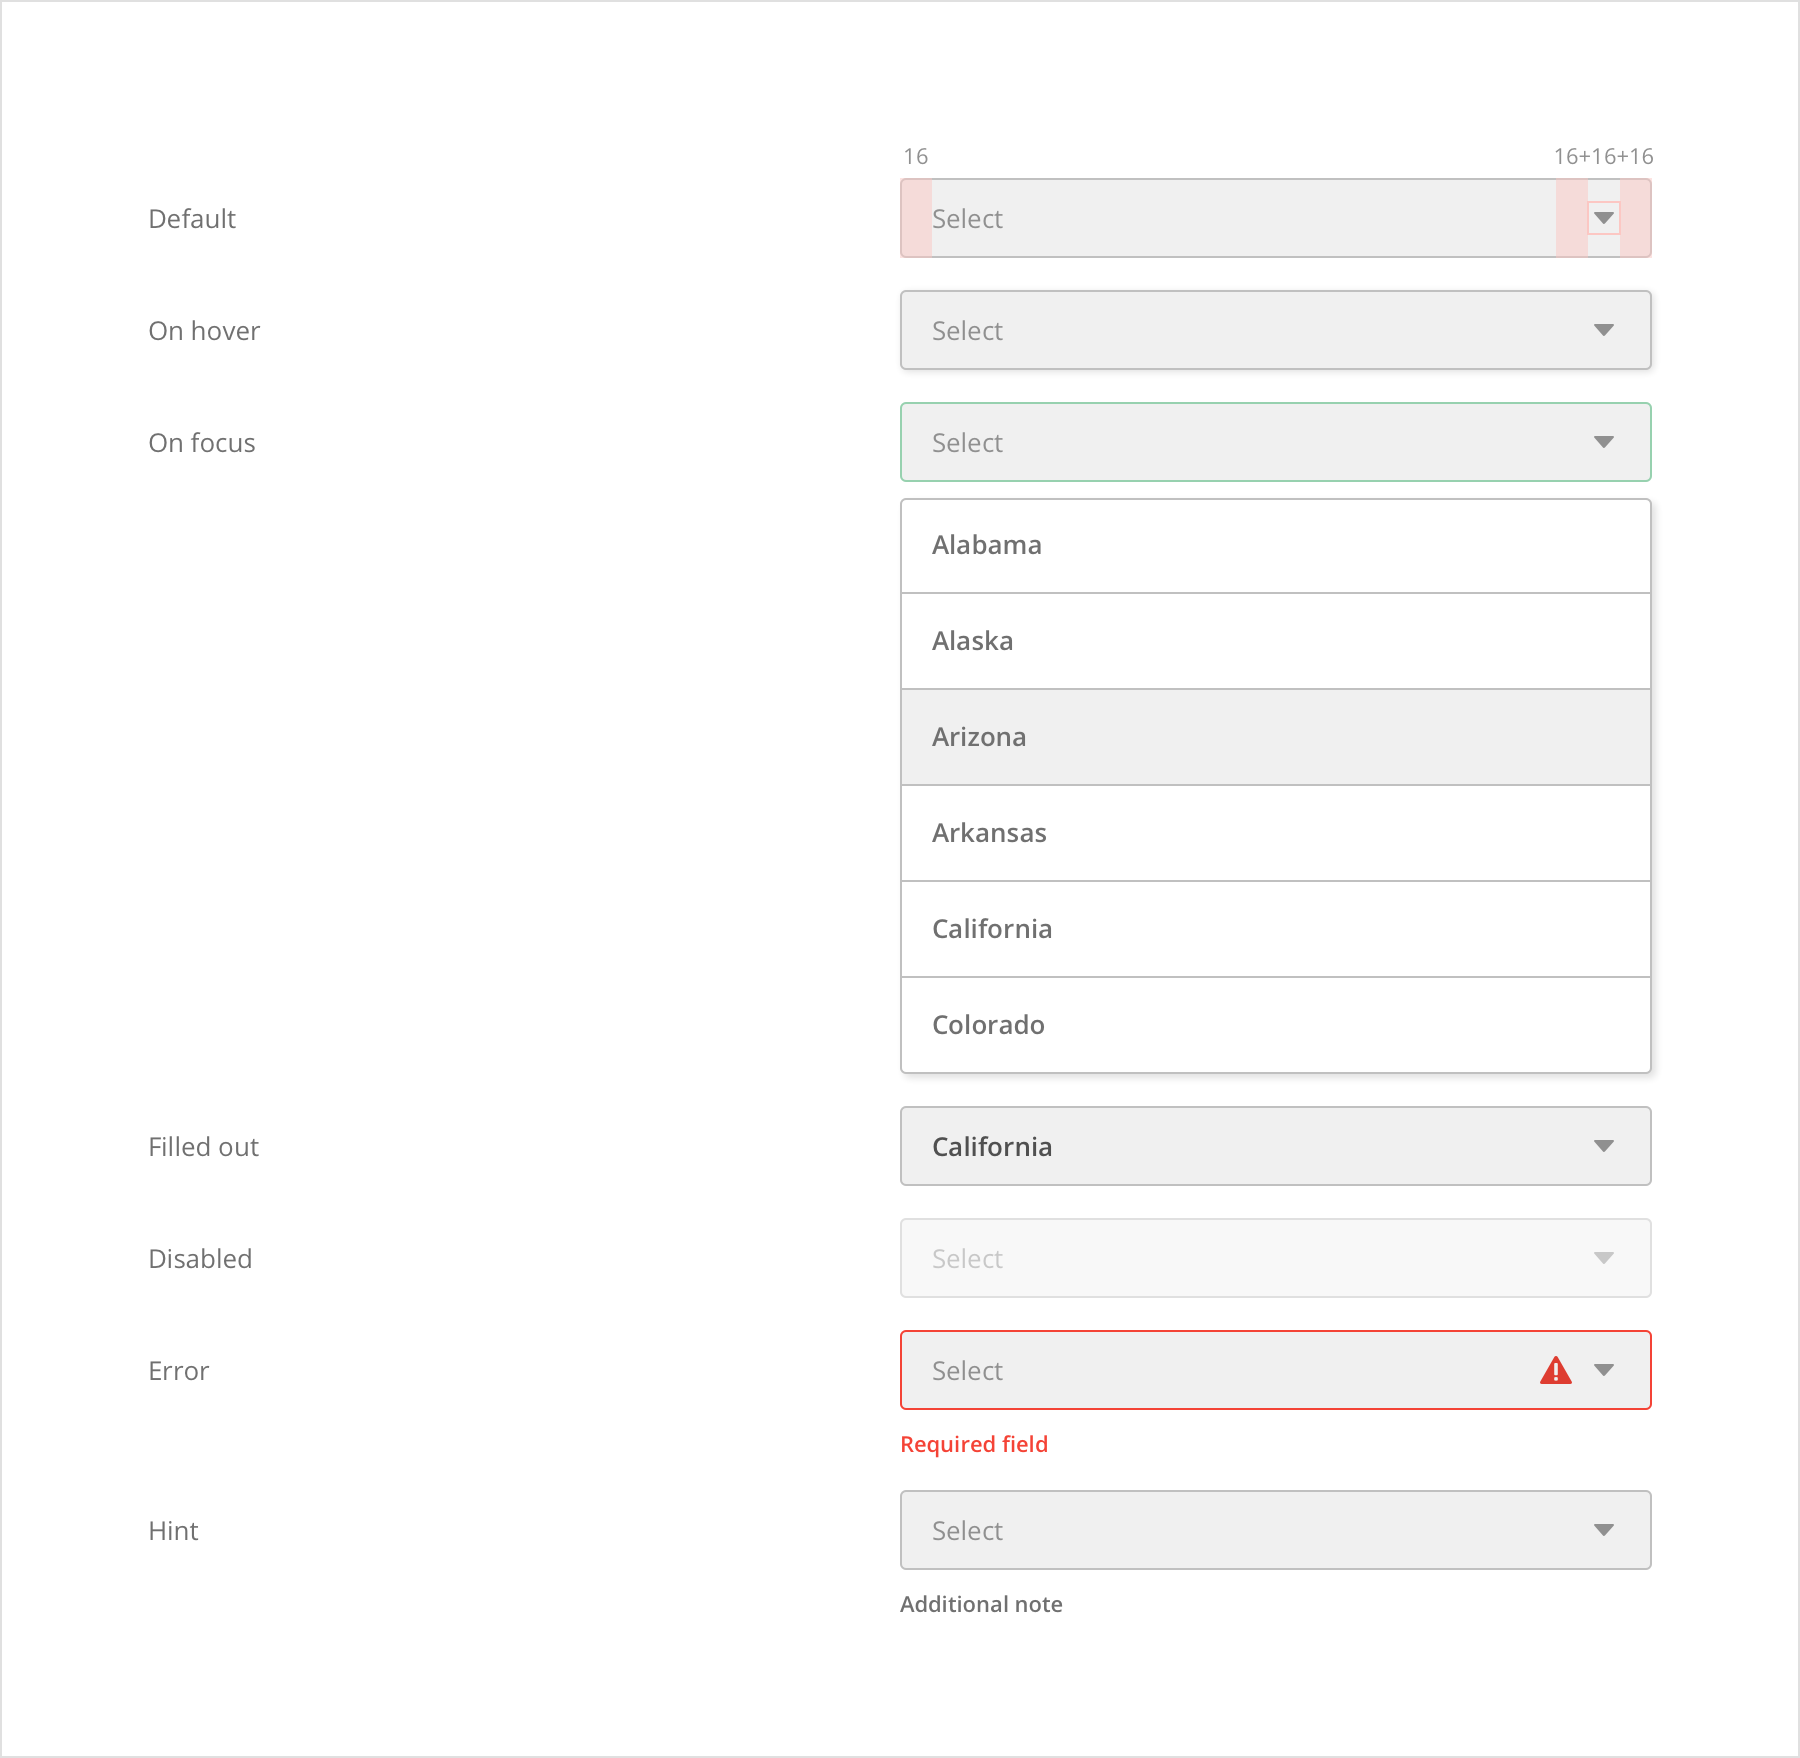 16 16+16+16
Default Select
On hover Select
On focus Select
Alabama
Alaska
Arizona
Arkansas
California
Colorado
Filled out California
Disabled Select
Error Select
Required field
Hint Select
Additional note